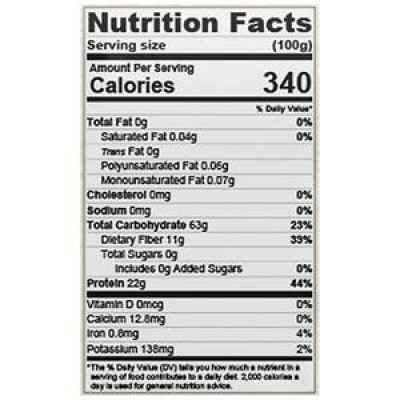 Nutrition Facts
Serving size (100g)
Amount Per Serving
Calories 340
% Daily Value*
Total Fat 0g 0%
Saturated Fat 0.04g 0%
Trans Fat 0g
Polyunsaturated Fat 0.06g
Monounsaturated Fat 0.07g
Cholesterol 0mg 0%
Sodium 0mg 0%
Total Carbohydrate 63g 23%
Dietary Fiber 11g 39%
Total Sugars 0g
Includes 0g Added Sugars 0%
Protein 22g 44%
Vitamin D 0mcg 0%
Calcium 12.8mg 0%
Iron 0.8mg 4%
Potassium 138mg 2%
*The % Daily Value (DV) tells you how much a nutrient in a
serving of food contributes to a daily diet. 2,000 calories a
day is used for general nutrition advice.